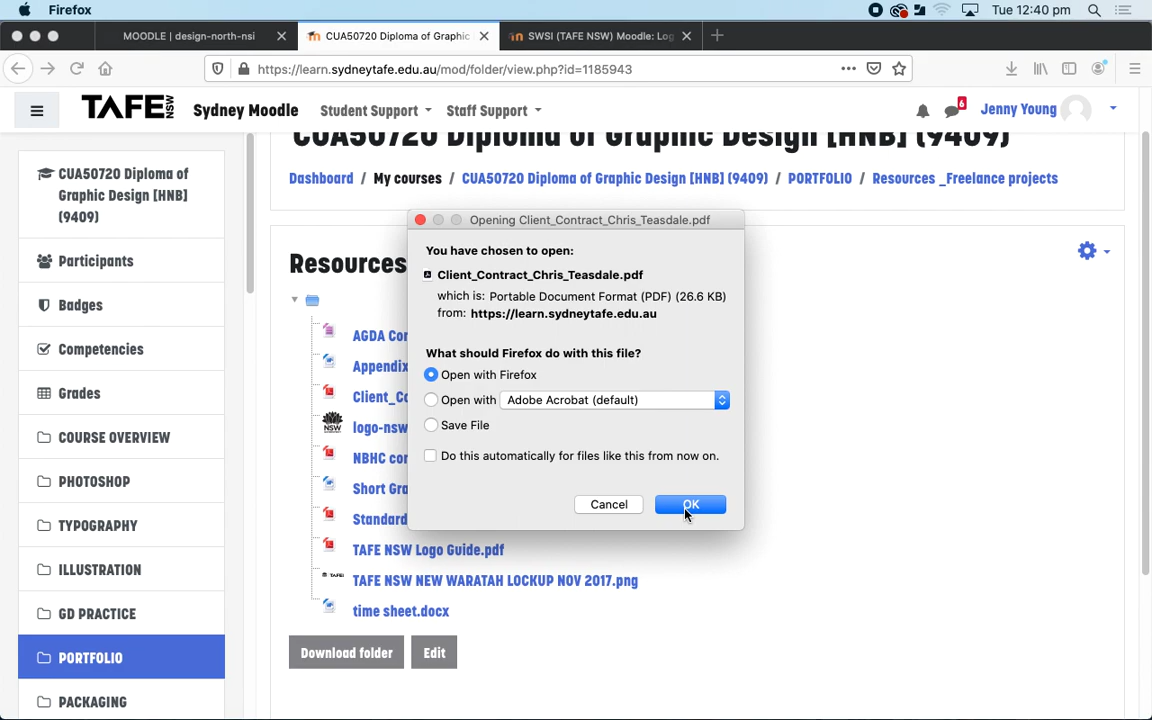 Firefox
Tue 12:40 pm
MOODLE | design-north-nsi
CUA50720 Diploma of Graphic
SWSI (TAFE NSW) Moodle: Log
https://learn.sydneytafe.edu.au/mod/folder/view.php?id=1185943
TAFE NSW
Sydney Moodle
Student Support
Staff Support
6
Jenny Young
CUA50720 Diploma of Graphic Design [HNB] (9409)
Dashboard / My courses / CUA50720 Diploma of Graphic Design [HNB] (9409) / PORTFOLIO / Resources _Freelance projects
CUA50720 Diploma of
Graphic Design [HNB]
(9409)
Participants
Badges
Competencies
Grades
COURSE OVERVIEW
PHOTOSHOP
TYPOGRAPHY
ILLUSTRATION
GD PRACTICE
PORTFOLIO
PACKAGING
Resources
AGDA Con
Appendix
Client_Co
NSW
logo-nsw
NBHC con
Short Gra
Standard
TAFE NSW Logo Guide.pdf
TAFE NSW NEW WARATAH LOCKUP NOV 2017.png
time sheet.docx
Download folder
Edit
Opening Client_Contract_Chris_Teasdale.pdf
You have chosen to open:
Client_Contract_Chris_Teasdale.pdf
which is: Portable Document Format (PDF) (26.6 KB)
from: https://learn.sydneytafe.edu.au
What should Firefox do with this file?
Open with Firefox
Open with Adobe Acrobat (default)
Save File
Do this automatically for files like this from now on.
Cancel
OK